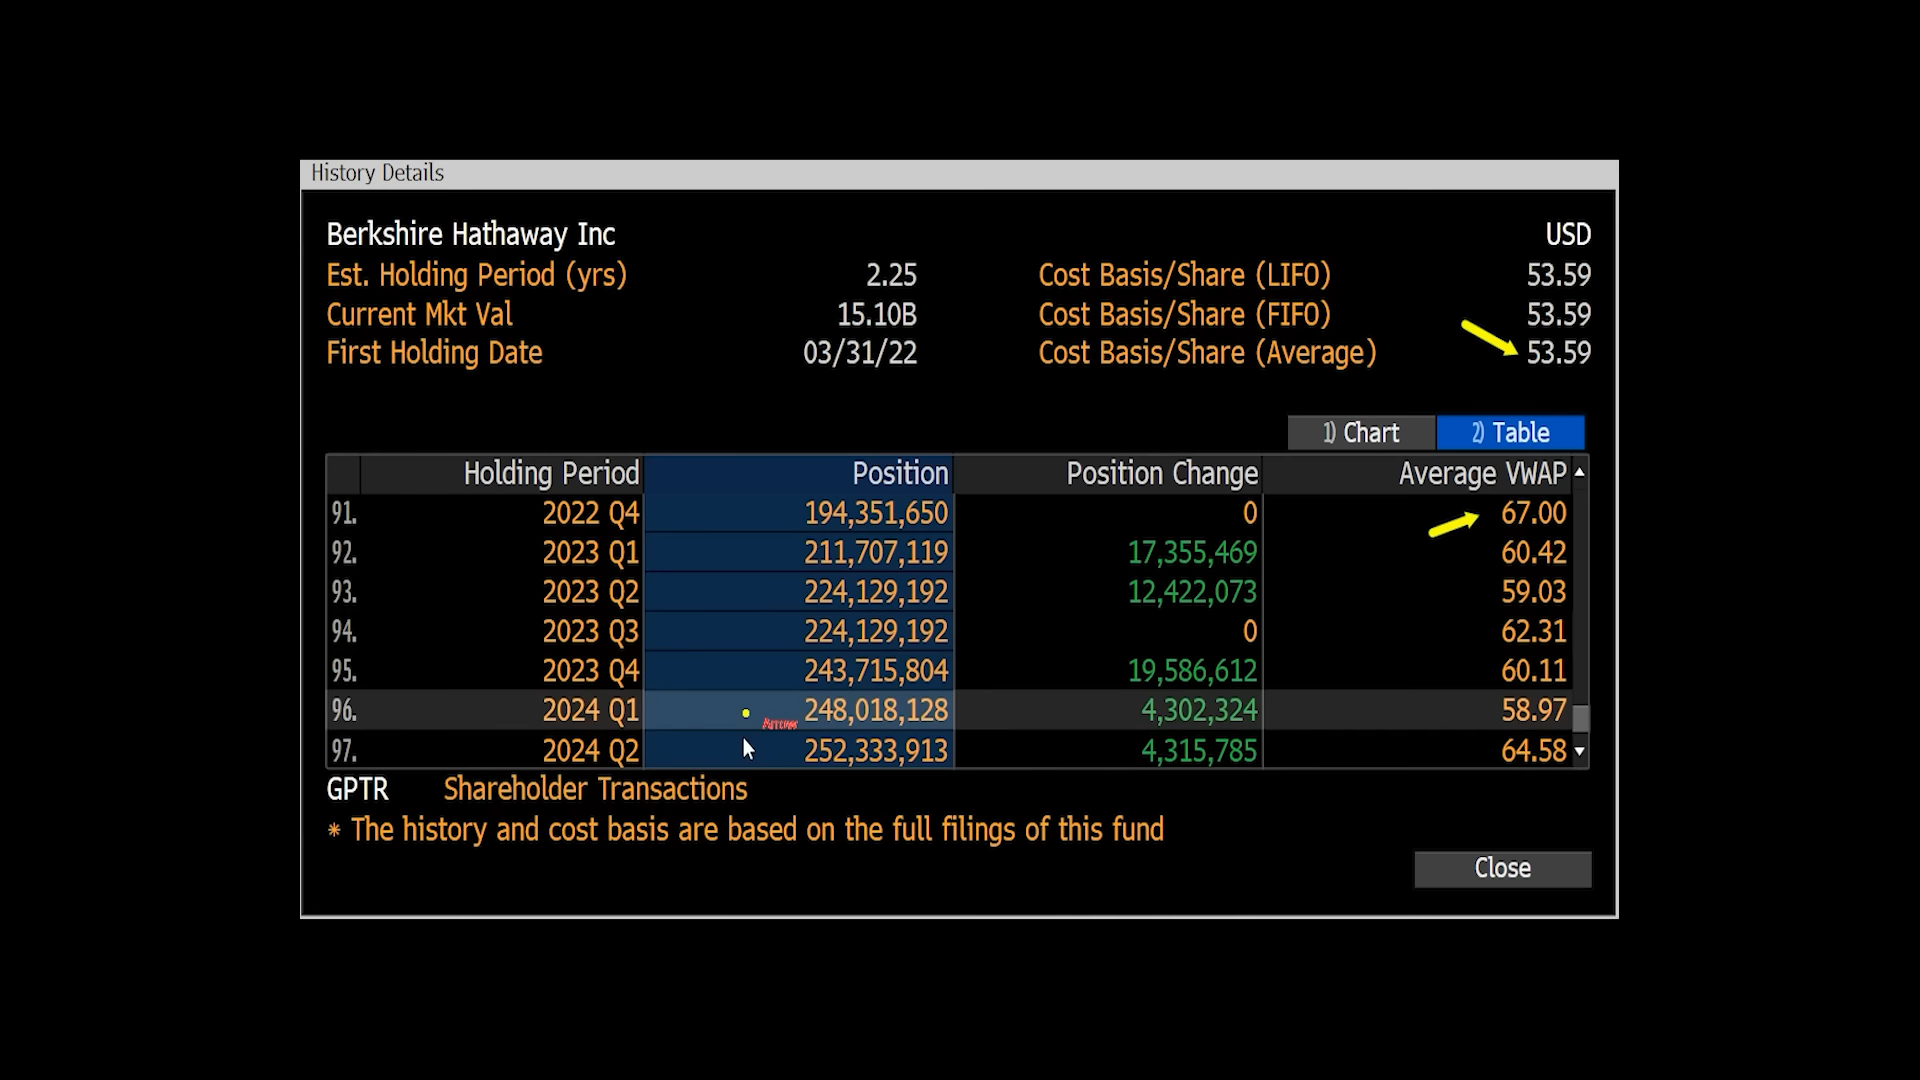 History Details
Berkshire Hathaway Inc USD
Est. Holding Period (yrs) 2.25 Cost Basis/Share (LIFO) 53.59
Current Mkt Val 15.10B Cost Basis/Share (FIFO) 53.59
First Holding Date 03/31/22 Cost Basis/Share (Average) 53.59
1) Chart 2) Table
Holding Period Position Position Change Average VWAP
91. 2022 Q4 194,351,650 0 67.00
92. 2023 Q1 211,707,119 17,355,469 60.42
93. 2023 Q2 224,129,192 12,422,073 59.03
94. 2023 Q3 224,129,192 0 62.31
95. 2023 Q4 243,715,804 19,586,612 60.11
96. 2024 Q1 248,018,128 4,302,324 58.97
97. 2024 Q2 252,333,913 4,315,785 64.58
GPTR Shareholder Transactions
* The history and cost basis are based on the full filings of this fund
Close